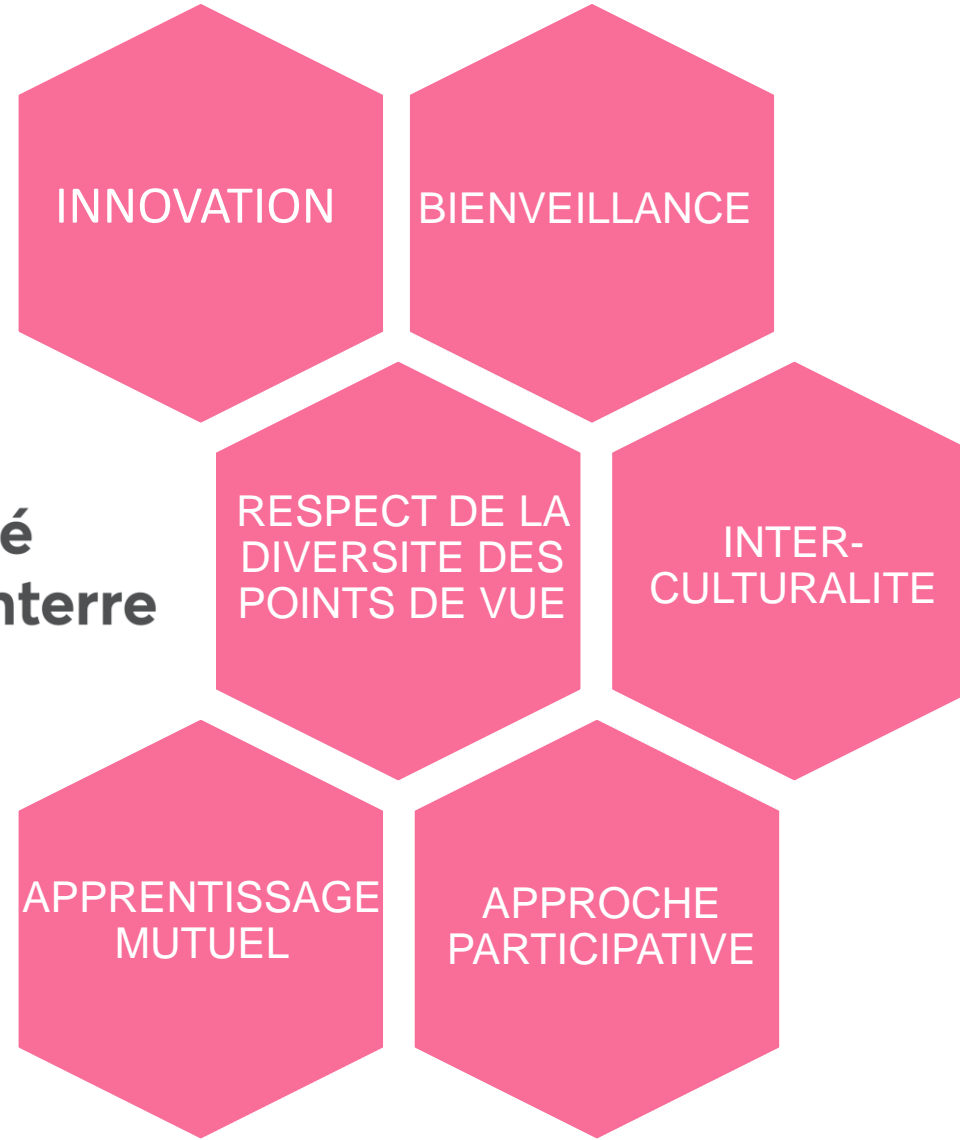 INNOVATION
BIENVEILLANCE
é
nterre
RESPECT DE LA
DIVERSITE DES
POINTS DE VUE
INTER-
CULTURALITE
APPRENTISSAGE
MUTUEL
APPROCHE
PARTICIPATIVE